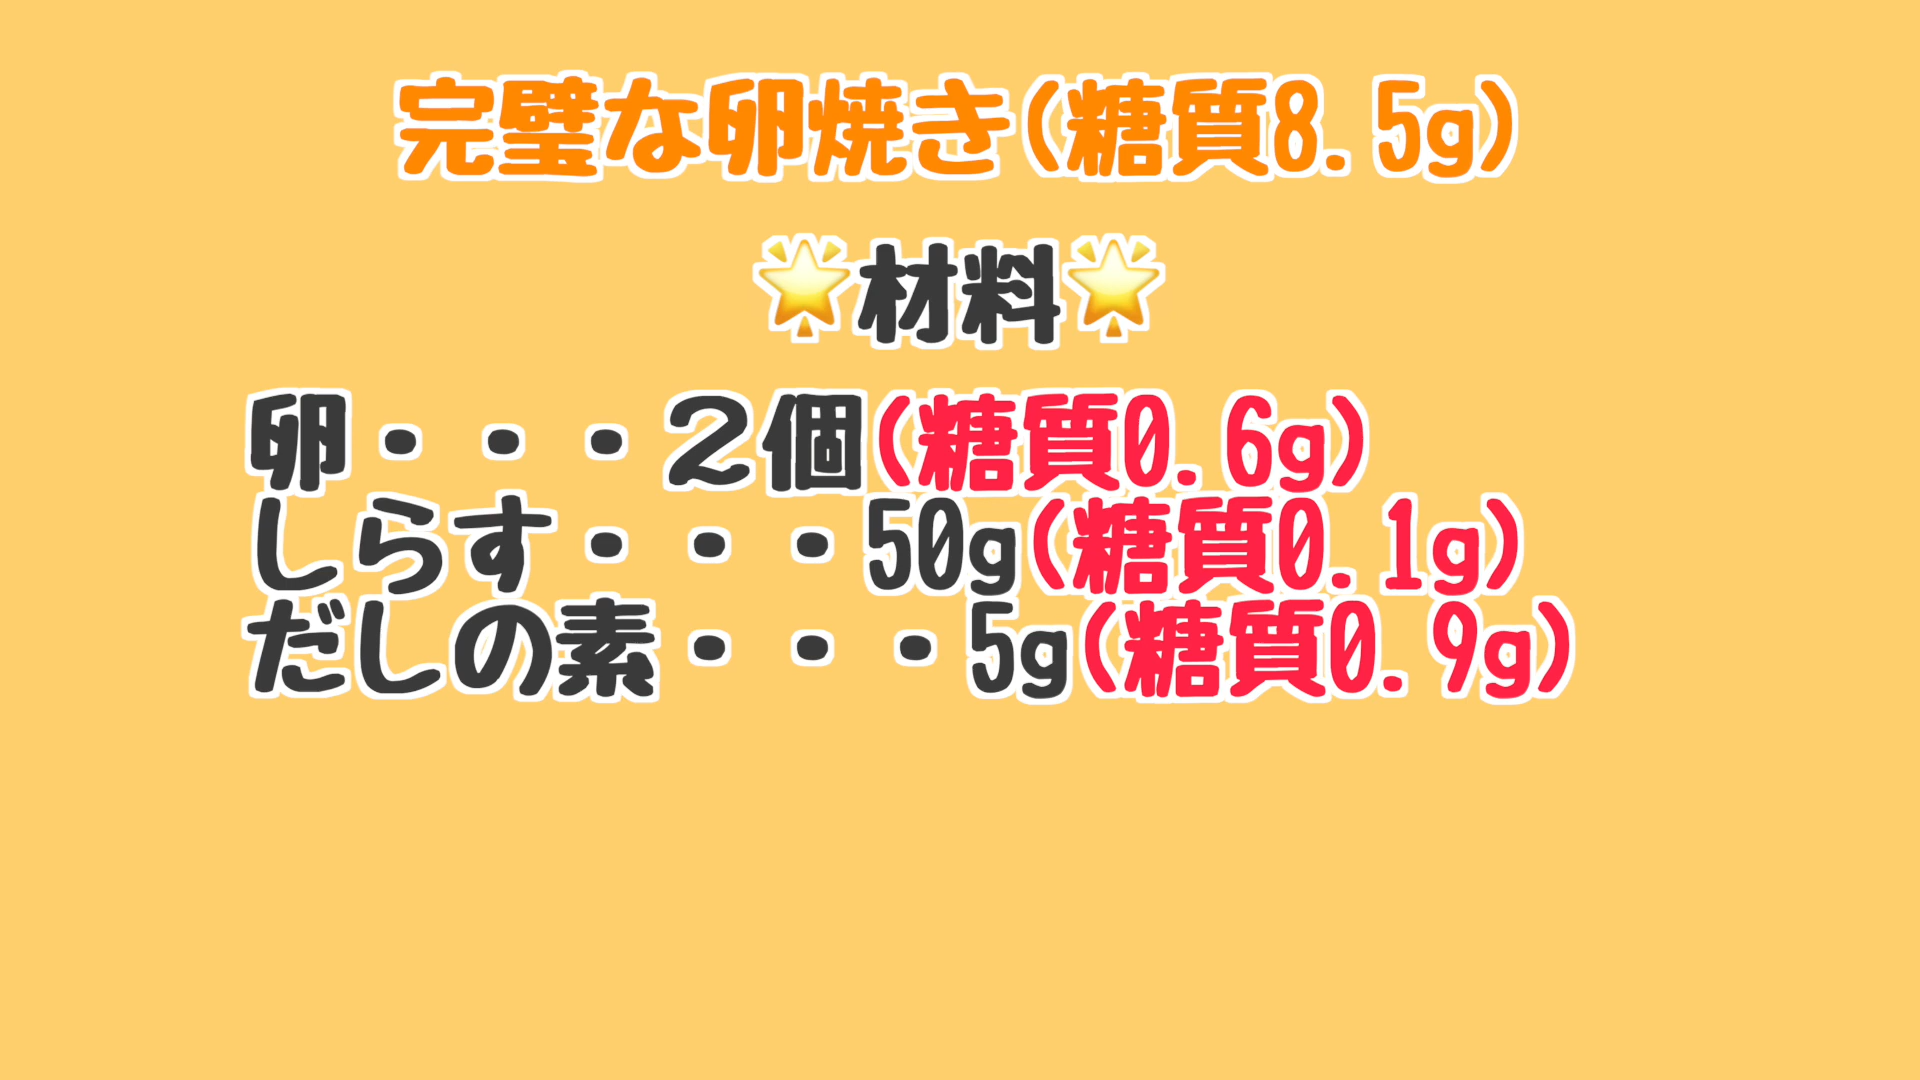 完璧な卵焼き(糖質8.5g)
🌟材料🌟
卵・・・２個(糖質0.6g)
しらす・・・50g(糖質0.1g)
だしの素・・・5g(糖質0.9g)